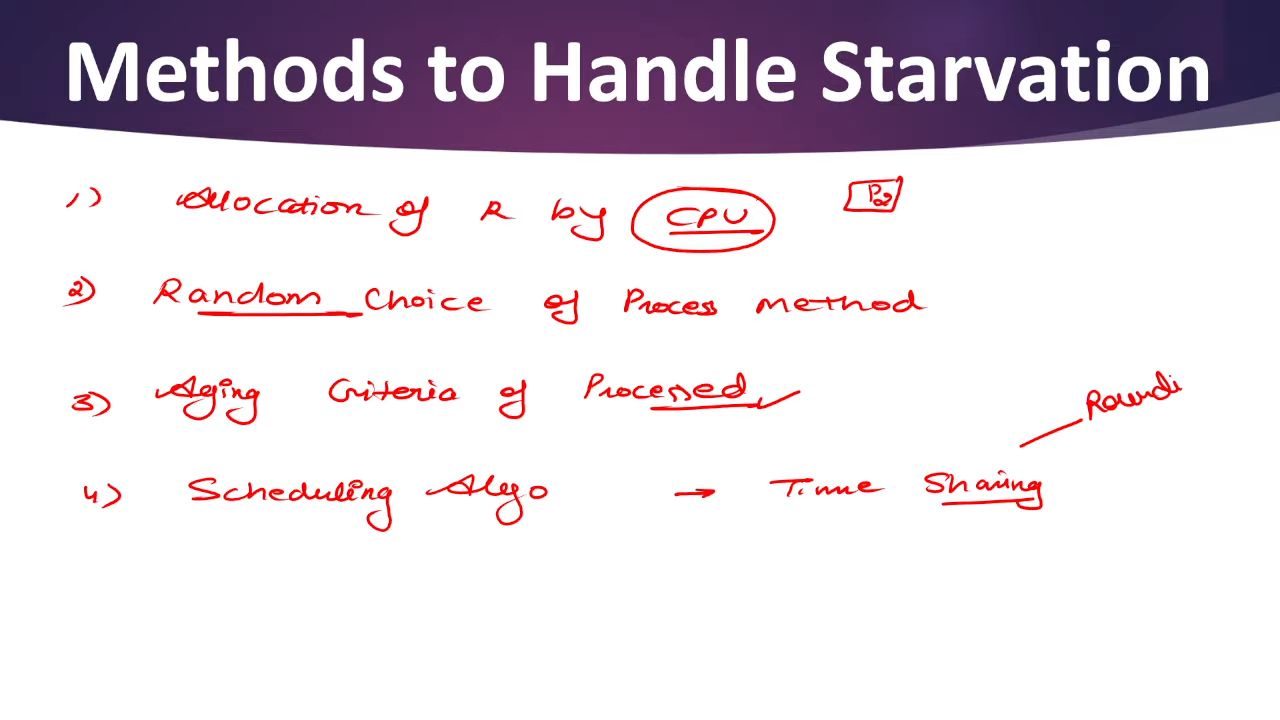 Methods to Handle Starvation
1) Allocation of R by CPU P2
2) Random Choice of Process Method
3) Aging Criteria of Processed
Roundi
4) Scheduling Algo → Time Sharing